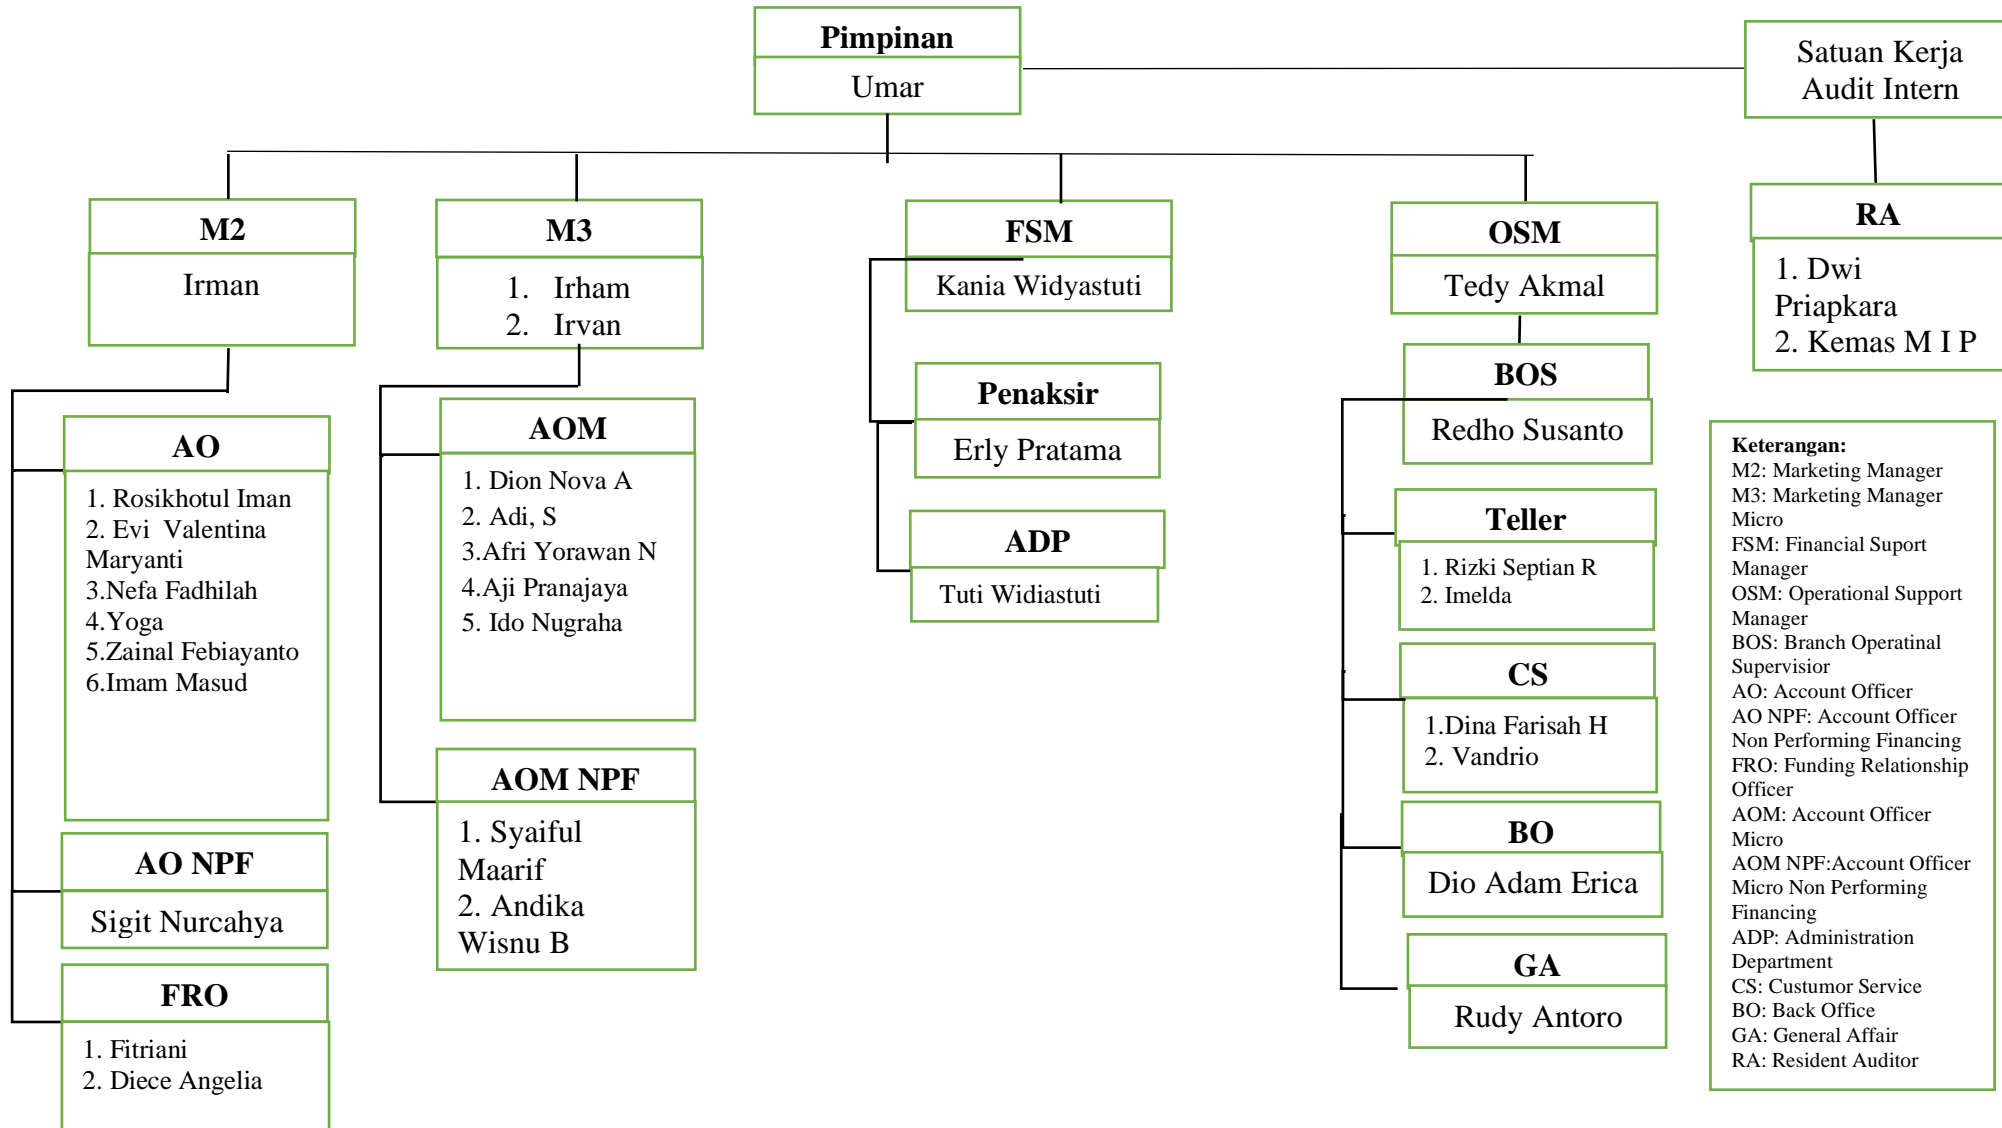 Pimpinan
Umar
Satuan Kerja
Audit Intern
M2
Irman
M3
1. Irham
2. Irvan
FSM
Kania Widyastuti
OSM
Tedy Akmal
RA
1. Dwi
Priapkara
2. Kemas M I P
AO
1. Rosikhotul Iman
2. Evi Valentina
Maryanti
3.Nefa Fadhilah
4.Yoga
5.Zainal Febiayanto
6.Imam Masud
AO NPF
Sigit Nurcahya
FRO
1. Fitriani
2. Diece Angelia
AOM
1. Dion Nova A
2. Adi, S
3.Afri Yorawan N
4.Aji Pranajaya
5. Ido Nugraha
AOM NPF
1. Syaiful
Maarif
2. Andika
Wisnu B
Penaksir
Erly Pratama
ADP
Tuti Widiastuti
BOS
Redho Susanto
Teller
1. Rizki Septian R
2. Imelda
CS
1.Dina Farisah H
2. Vandrio
BO
Dio Adam Erica
GA
Rudy Antoro
Keterangan:
M2: Marketing Manager
M3: Marketing Manager
Micro
FSM: Financial Suport
Manager
OSM: Operational Support
Manager
BOS: Branch Operatinal
Supervisior
AO: Account Officer
AO NPF: Account Officer
Non Performing Financing
FRO: Funding Relationship
Officer
AOM: Account Officer
Micro
AOM NPF:Account Officer
Micro Non Performing
Financing
ADP: Administration
Department
CS: Custumor Service
BO: Back Office
GA: General Affair
RA: Resident Auditor